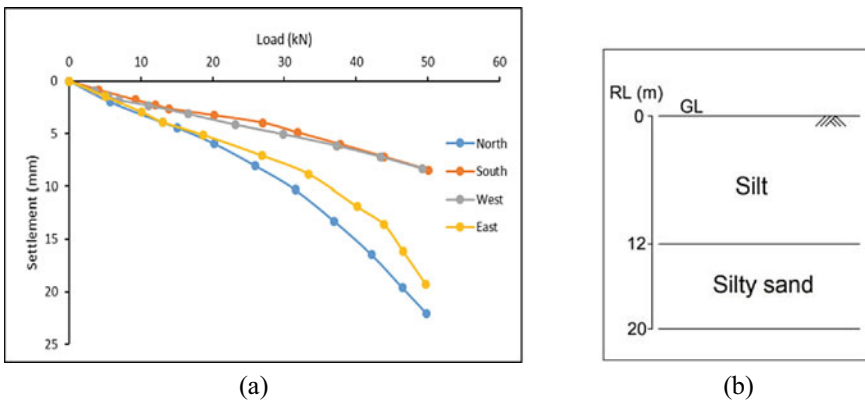 Load (kN)
0 10 20 30 40 50 60
0
5
10
15
20
25
Settlement (mm)
North
South
West
East
(a)
RL (m)
GL
0
Silt
12
Silty sand
20
(b)